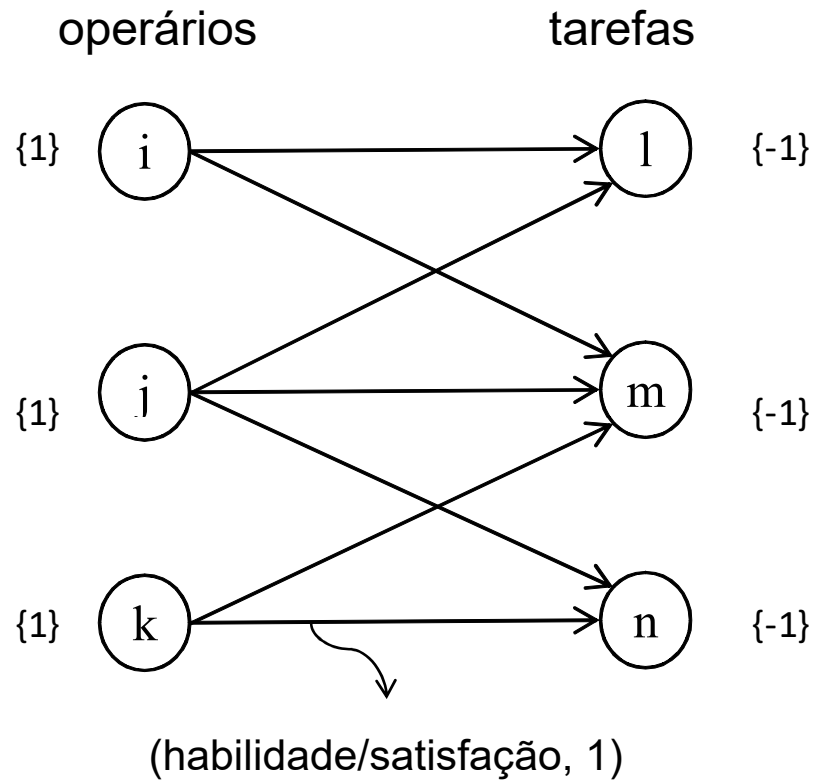 operários tarefas
{1} i l {-1}
{1} j m {-1}
{1} k n {-1}
(habilidade/satisfação, 1)